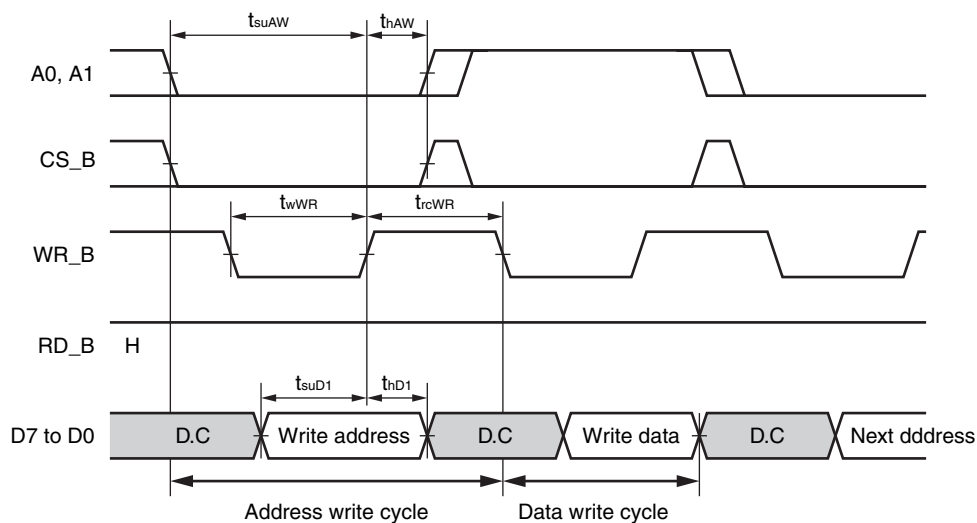 tsuAW thAW
A0, A1
CS_B
twWR trcWR
WR_B
RD_B H
tsuD1 thD1
D7 to D0 D.C Write address D.C Write data D.C Next dddress
Address write cycle Data write cycle